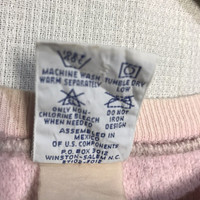 MACHINE WASH
WARM SEPARATELY
TUMBLE DRY
LOW
ONLY NON-
CHLORINE BLEACH
WHEN NEEDED
DO NOT
IRON
DESIGN
ASSEMBLED IN
MEXICO
OF U.S. COMPONENTS
P.O. BOX 3012
WINSTON-SALEM N.C.